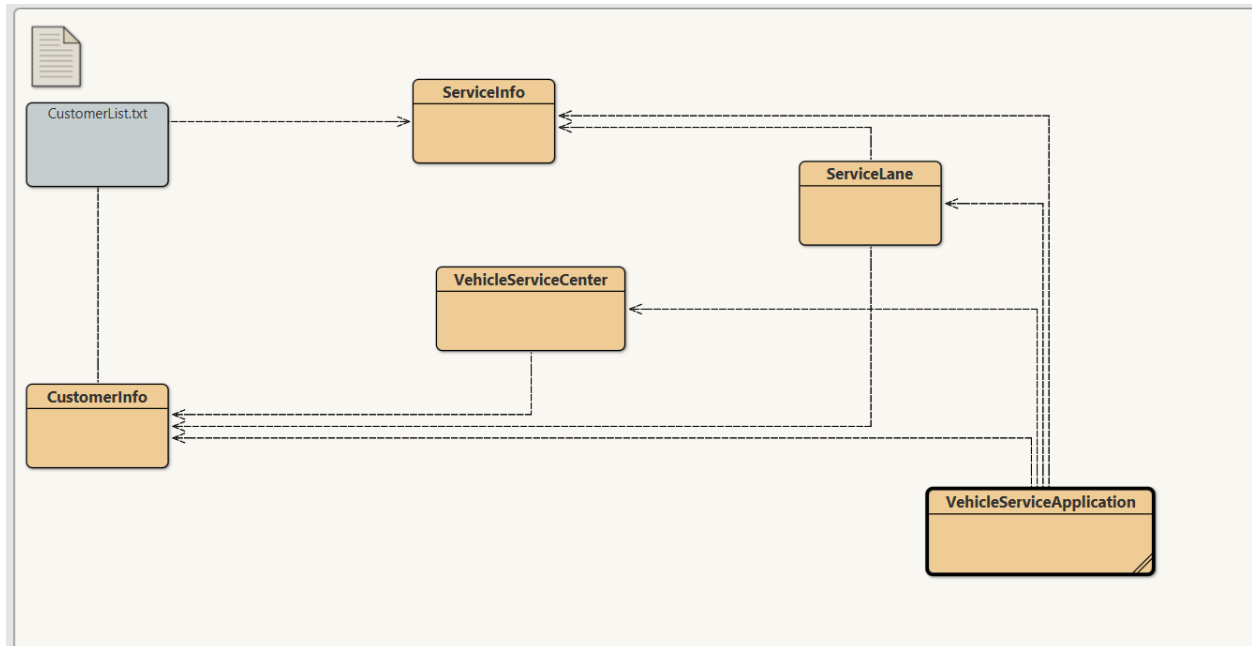 CustomerList.txt
ServiceInfo
ServiceLane
VehicleServiceCenter
CustomerInfo
VehicleServiceApplication